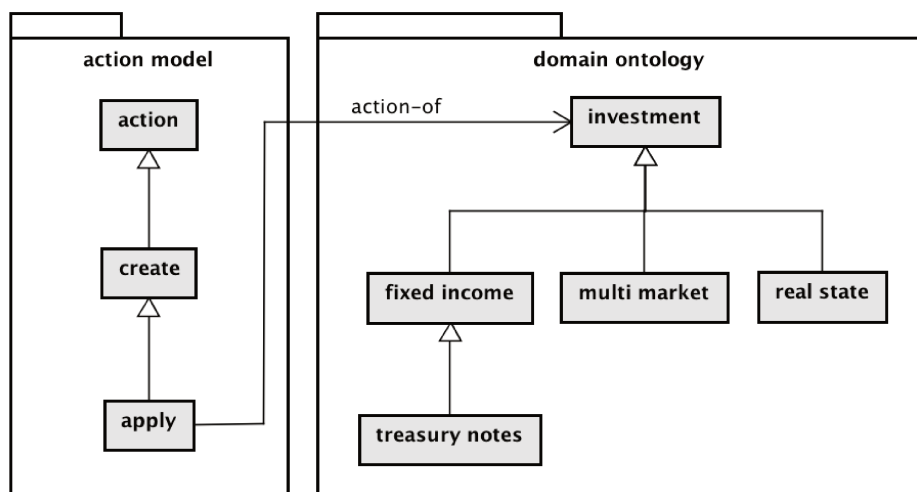 action model
domain ontology
action
action-of
investment
create
fixed income
multi market
real state
apply
treasury notes